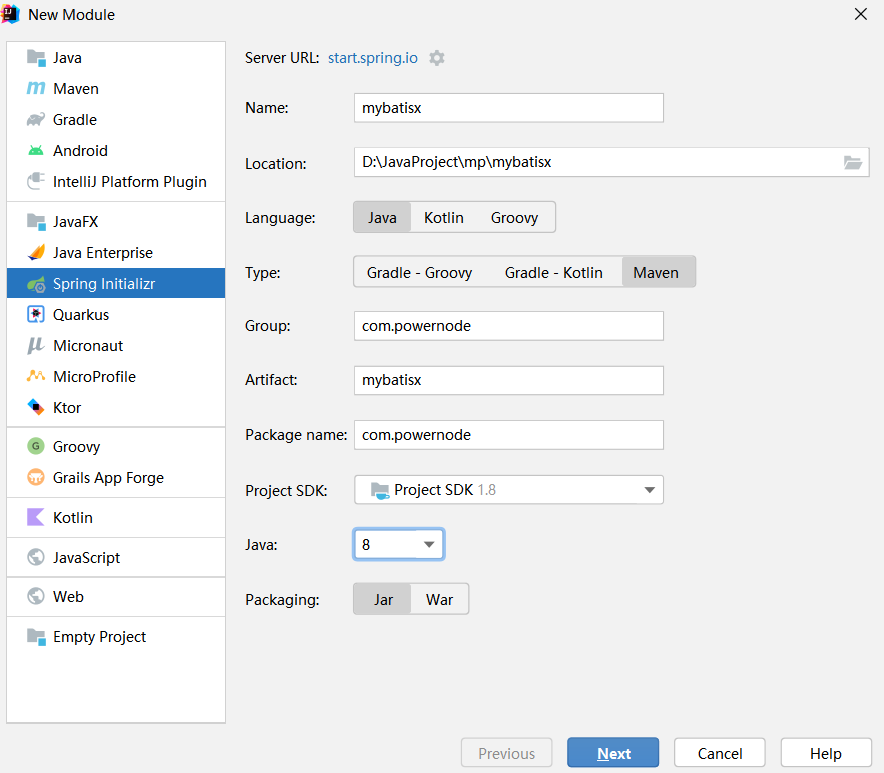 New Module
Java
Maven
Gradle
Android
IntelliJ Platform Plugin
JavaFX
Java Enterprise
Spring Initializr
Quarkus
Micronaut
MicroProfile
Ktor
Groovy
Grails App Forge
Kotlin
JavaScript
Web
Empty Project
Server URL: start.spring.io
Name: mybatisx
Location: D:\JavaProject\mp\mybatisx
Language: Java Kotlin Groovy
Type: Gradle - Groovy Gradle - Kotlin Maven
Group: com.powernode
Artifact: mybatisx
Package name: com.powernode
Project SDK: Project SDK 1.8
Java: 8
Packaging: Jar War
Previous Next Cancel Help